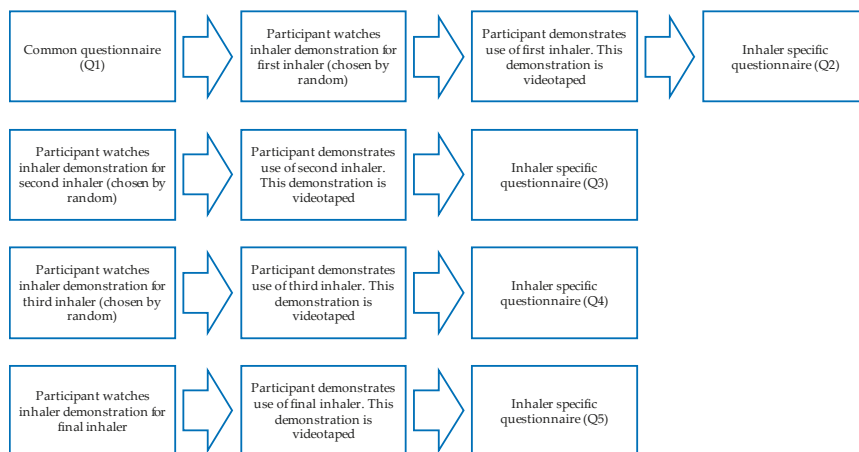 Common questionnaire
(Q1)
Participant watches
inhaler demonstration for
first inhaler (chosen by
random)
Participant demonstrates
use of first inhaler. This
demonstration is
videotaped
Inhaler specific
questionnaire (Q2)
Participant watches
inhaler demonstration for
second inhaler (chosen by
random)
Participant demonstrates
use of second inhaler.
This demonstration is
videotaped
Inhaler specific
questionnaire (Q3)
Participant watches
inhaler demonstration for
third inhaler (chosen by
random)
Participant demonstrates
use of third inhaler. This
demonstration is
videotaped
Inhaler specific
questionnaire (Q4)
Participant watches
inhaler demonstration for
final inhaler
Participant demonstrates
use of final inhaler. This
demonstration is
videotaped
Inhaler specific
questionnaire (Q5)